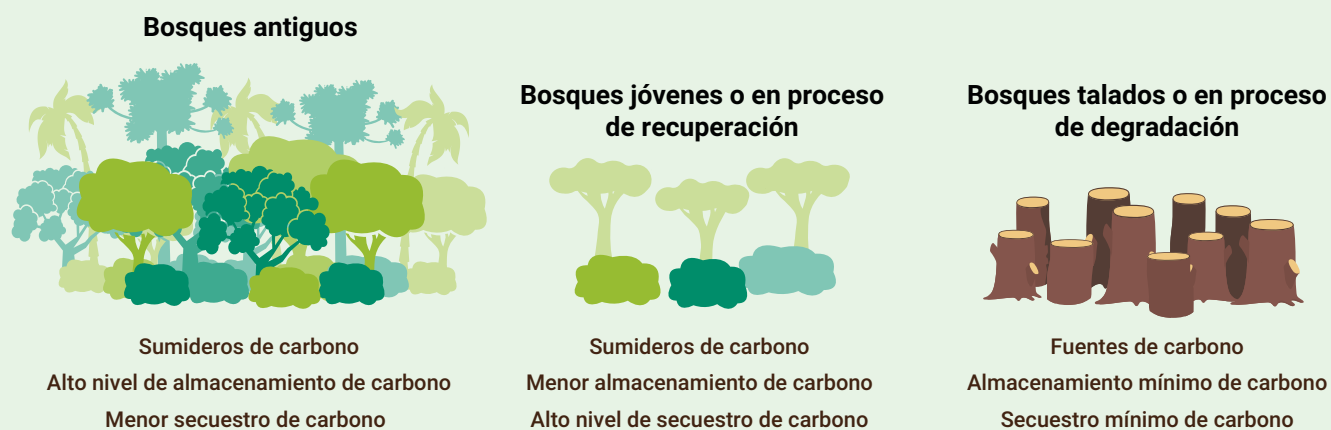 Bosques antiguos
Sumideros de carbono
Alto nivel de almacenamiento de carbono
Menor secuestro de carbono
Bosques jóvenes o en proceso
de recuperación
Sumideros de carbono
Menor almacenamiento de carbono
Alto nivel de secuestro de carbono
Bosques talados o en proceso
de degradación
Fuentes de carbono
Almacenamiento mínimo de carbono
Secuestro mínimo de carbono